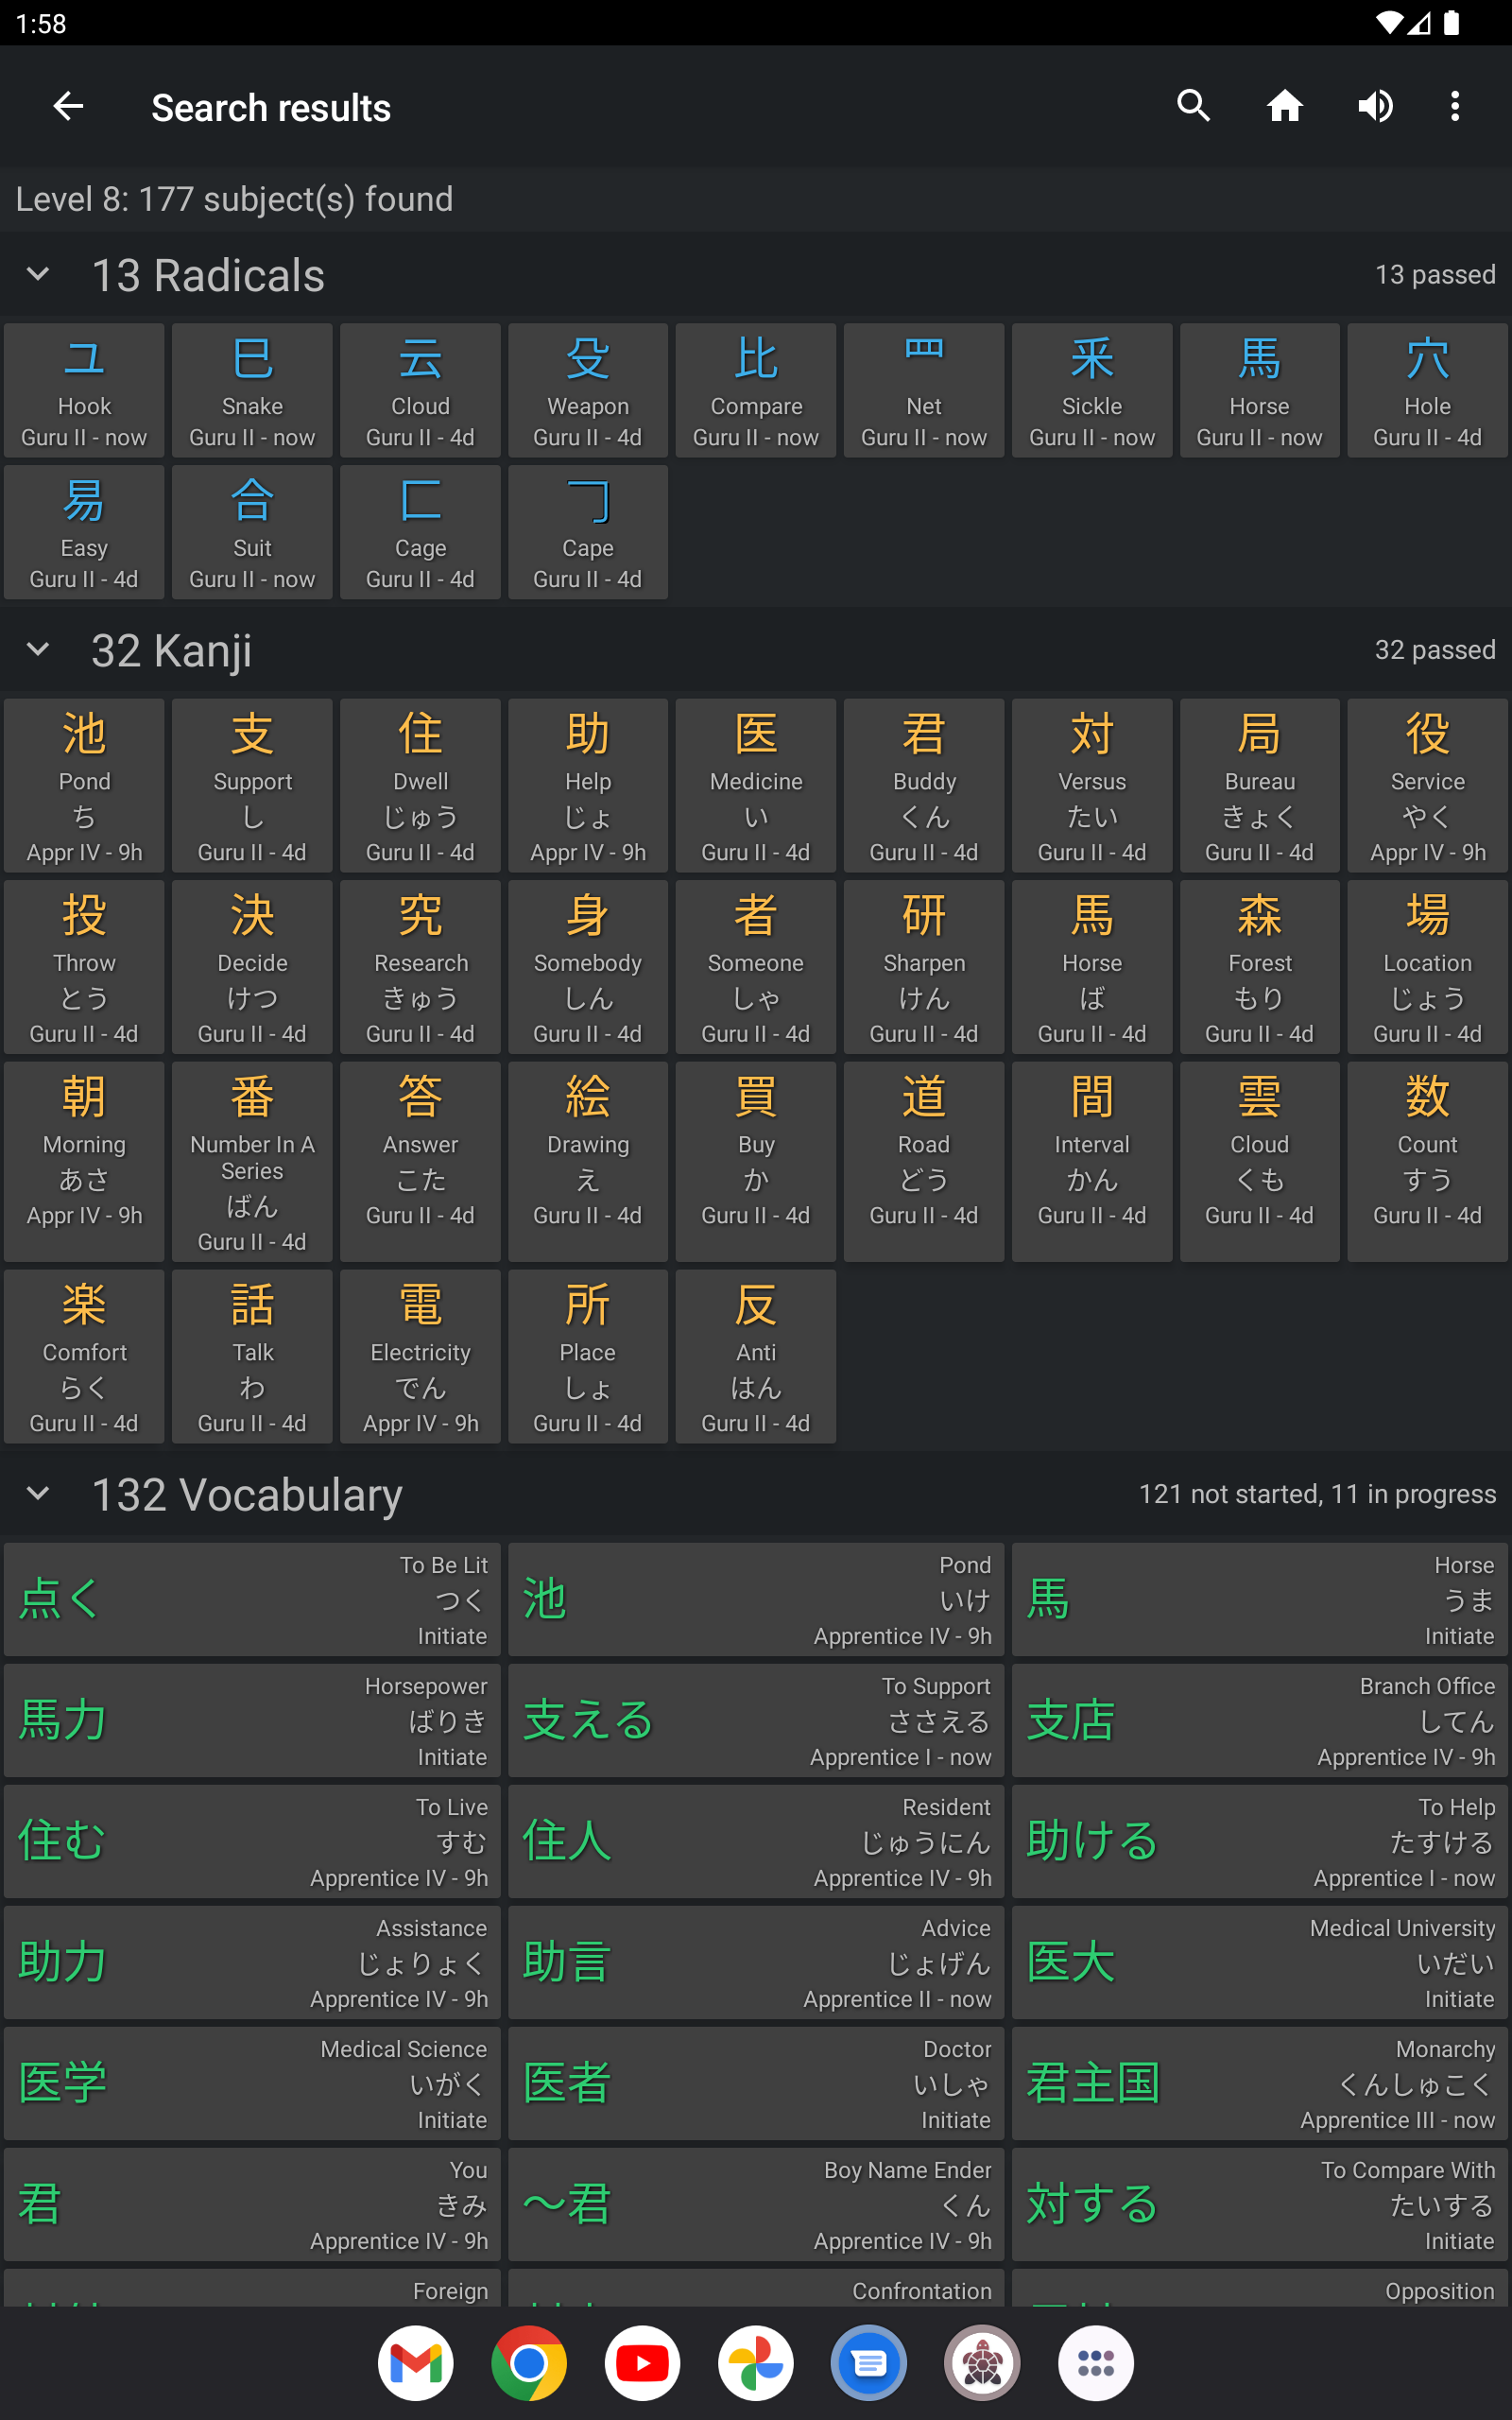 1:58
Search results
Level 8: 177 subject(s) found
13 Radicals 13 passed
ユ 巳 云 殳 比 罒 釆 馬 穴
Hook Snake Cloud Weapon Compare Net Sickle Horse Hole
Guru II - now Guru II - now Guru II - 4d Guru II - 4d Guru II - now Guru II - now Guru II - now Guru II - now Guru II - 4d
易 合 匚
Easy Suit Cage Cape
Guru II - 4d Guru II - now Guru II - 4d Guru II - 4d
32 Kanji 32 passed
池 支 住 助 医 君 対 局 役
Pond Support Dwell Help Medicine Buddy Versus Bureau Service
ち し じゅう じょ い くん たい きょく やく
Appr IV - 9h Guru II - 4d Guru II - 4d Appr IV - 9h Guru II - 4d Guru II - 4d Guru II - 4d Guru II - 4d Appr IV - 9h
投 決 究 身 者 研 馬 森 場
Throw Decide Research Somebody Someone Sharpen Horse Forest Location
とう けつ きゅう しん しゃ けん ば もり じょう
Guru II - 4d Guru II - 4d Guru II - 4d Guru II - 4d Guru II - 4d Guru II - 4d Guru II - 4d Guru II - 4d Guru II - 4d
朝 番 答 絵 買 道 間 雲 数
Morning Number In A Series Answer Drawing Buy Road Interval Cloud Count
あさ ばん こた え か どう かん くも すう
Appr IV - 9h Guru II - 4d Guru II - 4d Guru II - 4d Guru II - 4d Guru II - 4d Guru II - 4d Guru II - 4d Guru II - 4d
楽 話 電 所 反
Comfort Talk Electricity Place Anti
らく わ でん しょ はん
Guru II - 4d Guru II - 4d Appr IV - 9h Guru II - 4d Guru II - 4d
132 Vocabulary 121 not started, 11 in progress
点く To Be Lit つく Initiate
池 Pond いけ Apprentice IV - 9h
馬 Horse うま Initiate
馬力 Horsepower ばりき Initiate
支える To Support ささえる Apprentice I - now
支店 Branch Office してん Apprentice IV - 9h
住む To Live すむ Apprentice IV - 9h
住人 Resident じゅうにん Apprentice IV - 9h
助ける To Help たすける Apprentice I - now
助力 Assistance じょりょく Apprentice IV - 9h
助言 Advice じょげん Apprentice II - now
医大 Medical University いだい Initiate
医学 Medical Science いがく Initiate
医者 Doctor いしゃ Initiate
君主国 Monarchy くんしゅこく Apprentice III - now
君 You きみ Apprentice IV - 9h
〜君 Boy Name Ender くん Apprentice IV - 9h
対する To Compare With たいする Initiate
Foreign Confrontation Opposition